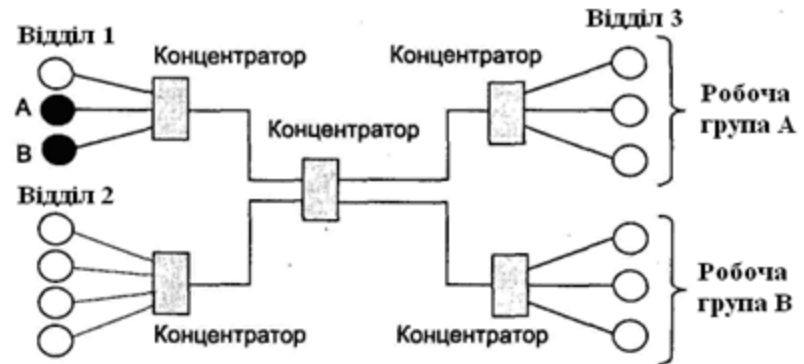 Відділ 1
Концентратор
Концентратор
Відділ 3
А
В
Концентратор
Робоча
група А
Відділ 2
Концентратор
Концентратор
Робоча
група В